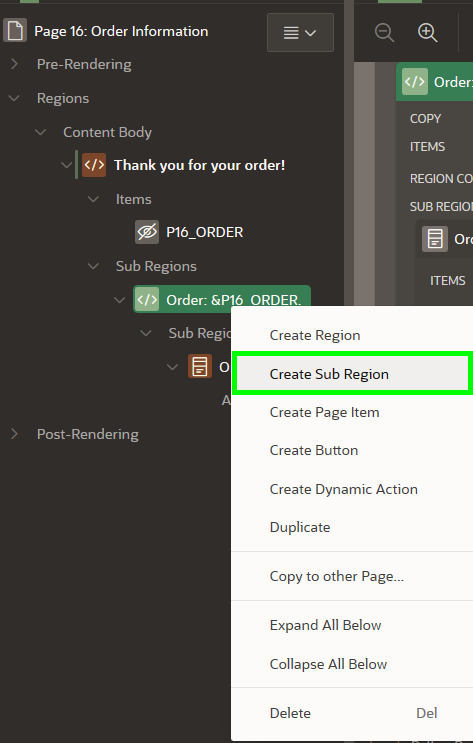 Page 16: Order Information
Pre-Rendering
Regions
Content Body
Thank you for your order!
Items
P16_ORDER
Sub Regions
Order: &P16_ORDER.
Sub Regio
O
A
Post-Rendering
Create Region
Create Sub Region
Create Page Item
Create Button
Create Dynamic Action
Duplicate
Copy to other Page...
Expand All Below
Collapse All Below
Delete Del
Order:
COPY
ITEMS
REGION CO
SUB REGION
Or
ITEMS